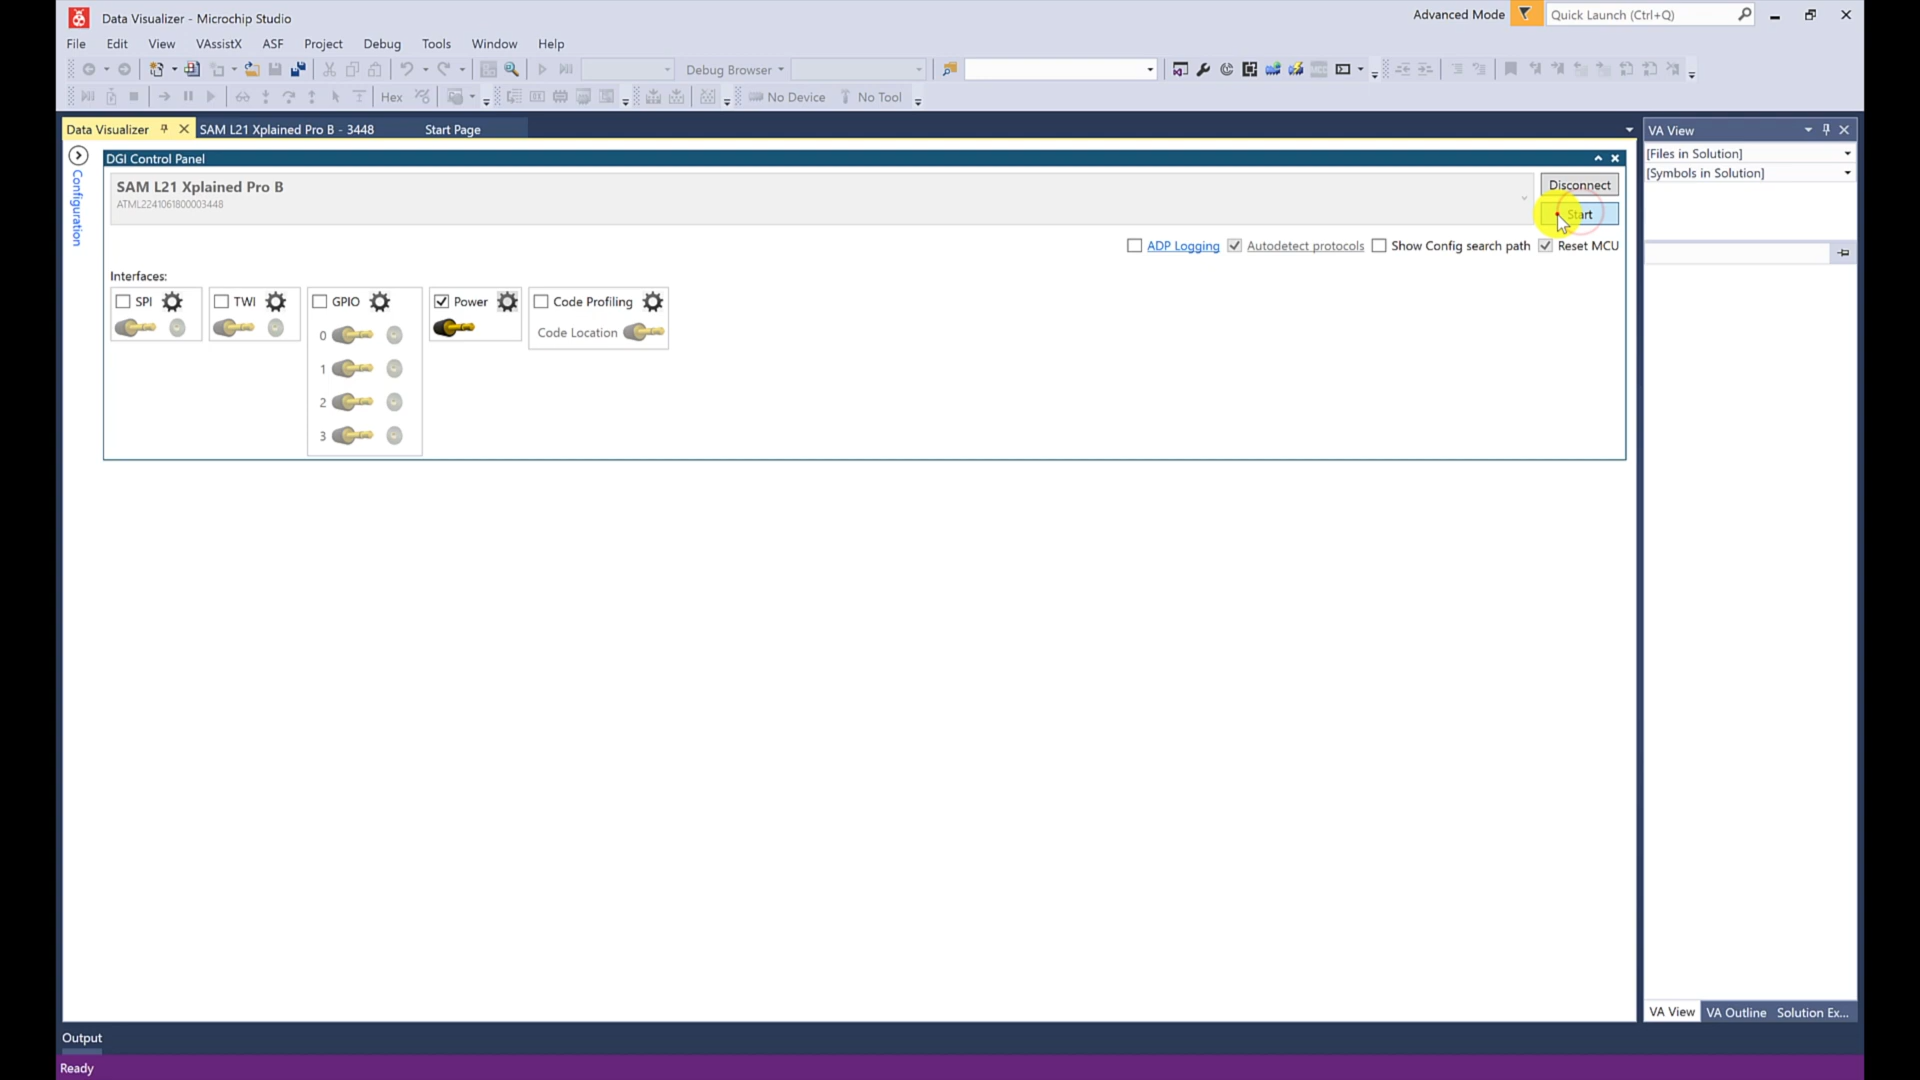 Data Visualizer - Microchip Studio
Advanced Mode
Quick Launch (Ctrl+Q)
File Edit View VAssistX ASF Project Debug Tools Window Help
Debug Browser
Hex
No Device
No Tool
Data Visualizer
SAM L21 Xplained Pro B - 3448
Start Page
VA View
Configuration
DGI Control Panel
[Files in Solution]
[Symbols in Solution]
SAM L21 Xplained Pro B
ATML2241061800003448
Disconnect
Start
ADP Logging
Autodetect protocols
Show Config search path
Reset MCU
Interfaces:
SPI
TWI
GPIO
Power
Code Profiling
0
Code Location
1
2
3
VA View
VA Outline
Solution Ex...
Output
Ready